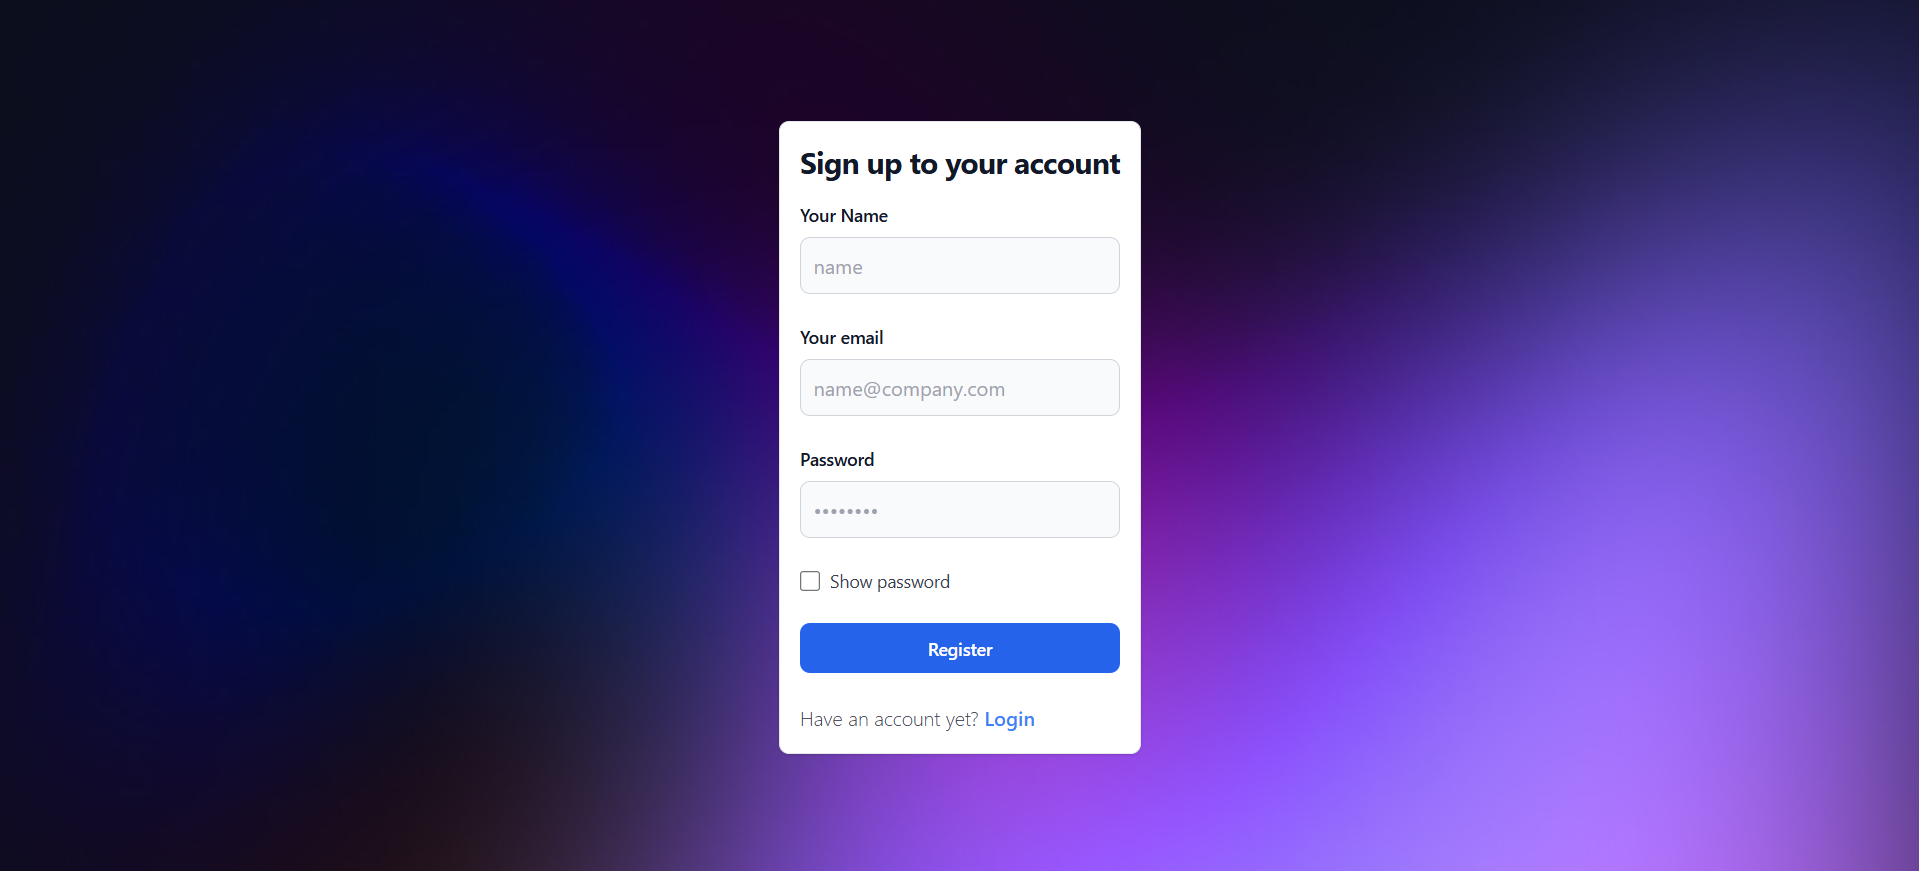 Sign up to your account
Your Name
name
Your email
name@company.com
Password
••••••••
Show password
Register
Have an account yet? Login